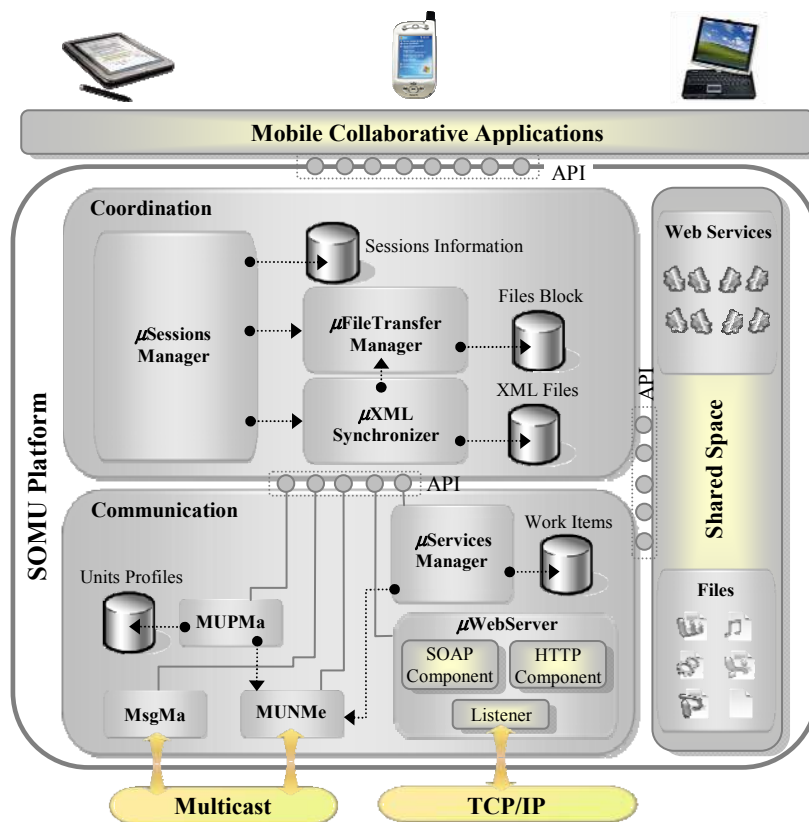 Mobile Collaborative Applications
API
Coordination
Sessions Information
Web Services
µSessions
Manager
µFileTransfer
Manager
Files Block
µXML
Synchronizer
XML Files
API
Shared Space
SOMU Platform
API
Communication
µServices
Manager
Work Items
Units Profiles
MUPMa
µWebServer
SOAP
Component
HTTP
Component
Files
MsgMa
MUNMe
Listener
Multicast
TCP/IP